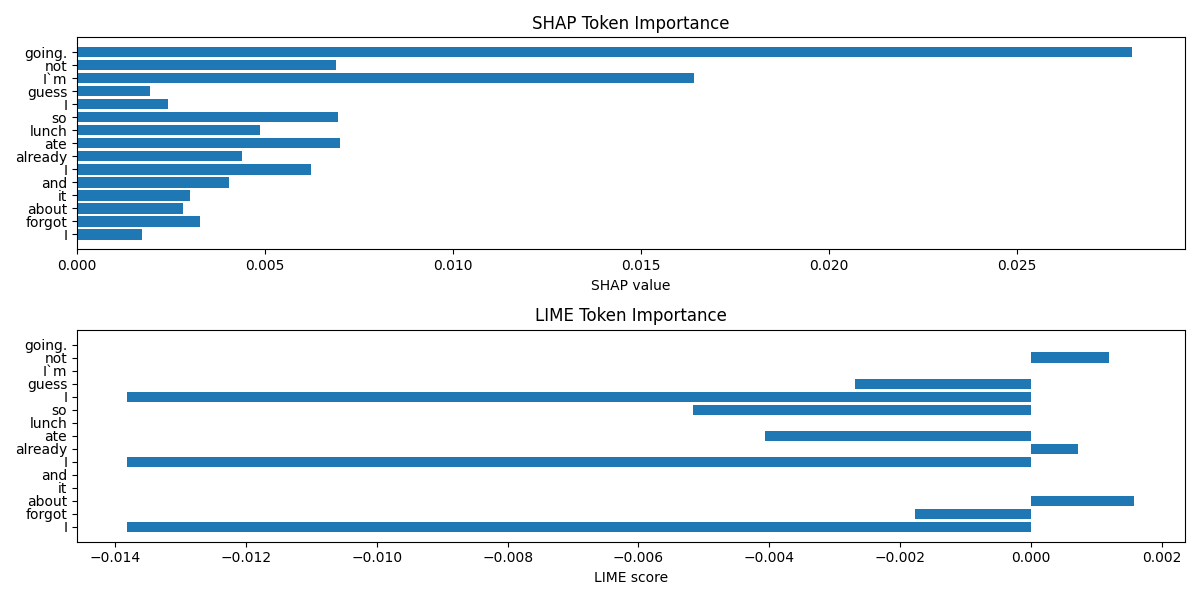 SHAP Token Importance
going.
not
I`m
guess
I
so
lunch
ate
already
I
and
it
about
forgot
I
0.000 0.005 0.010 0.015 0.020 0.025
SHAP value
LIME Token Importance
going.
not
I`m
guess
I
so
lunch
ate
already
I
and
it
about
forgot
I
−0.014 −0.012 −0.010 −0.008 −0.006 −0.004 −0.002 0.000 0.002
LIME score